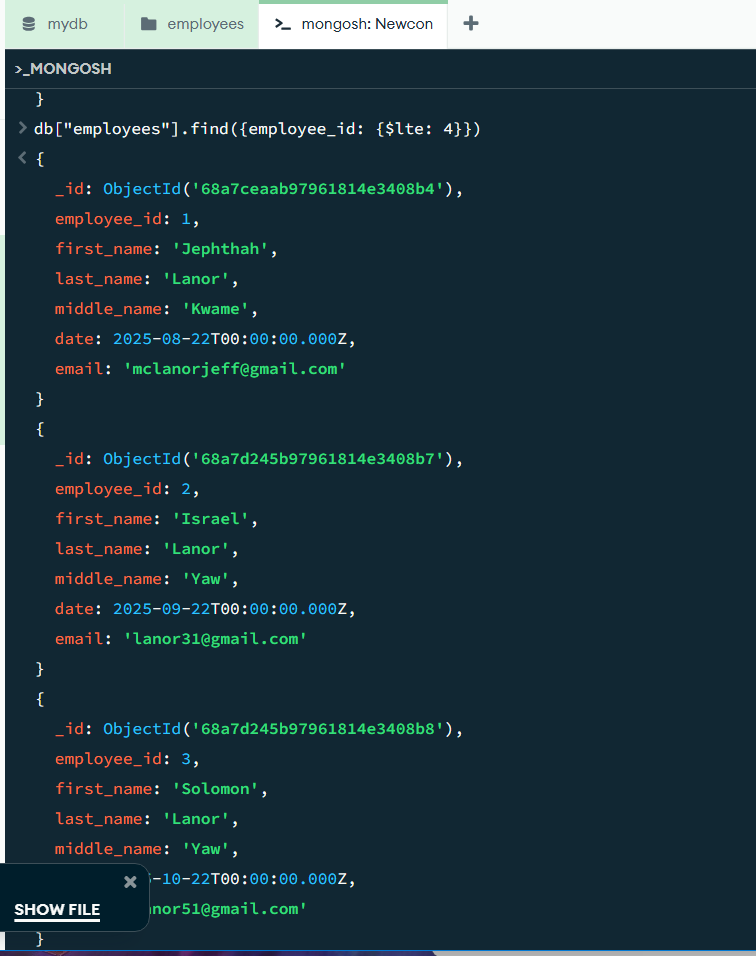 mydb employees >_ mongosh: Newcon +
>_MONGOSH
}
> db["employees"].find({employee_id: {$lte: 4}})
< {
_id: ObjectId('68a7ceaab97961814e3408b4'),
employee_id: 1,
first_name: 'Jephthah',
last_name: 'Lanor',
middle_name: 'Kwame',
date: 2025-08-22T00:00:00.000Z,
email: 'mclanorjeff@gmail.com'
}
{
_id: ObjectId('68a7d245b97961814e3408b7'),
employee_id: 2,
first_name: 'Israel',
last_name: 'Lanor',
middle_name: 'Yaw',
date: 2025-09-22T00:00:00.000Z,
email: 'lanor31@gmail.com'
}
{
_id: ObjectId('68a7d245b97961814e3408b8'),
employee_id: 3,
first_name: 'Solomon',
last_name: 'Lanor',
middle_name: 'Yaw',
-10-22T00:00:00.000Z,
nor51@gmail.com'
SHOW FILE
}